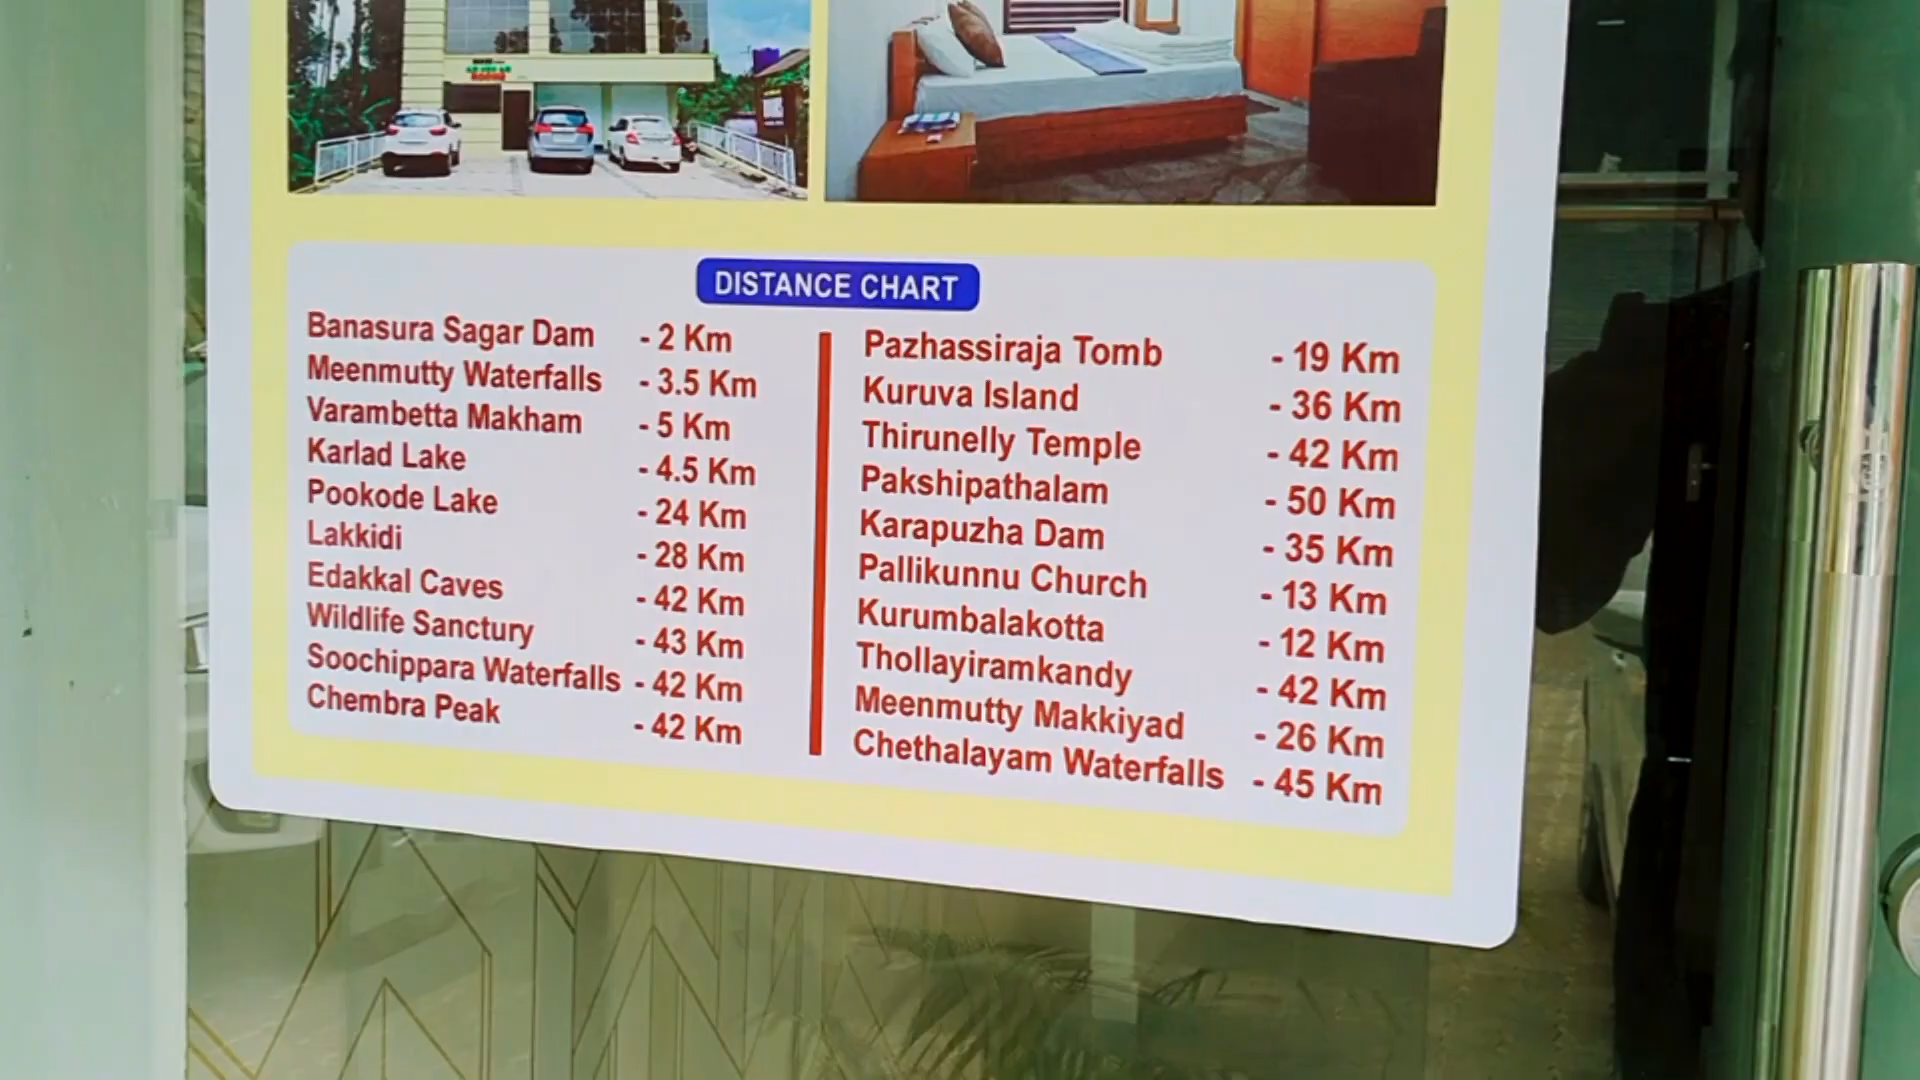 ROOMS
DISTANCE CHART
Banasura Sagar Dam - 2 Km
Meenmutty Waterfalls - 3.5 Km
Varambetta Makham - 5 Km
Karlad Lake - 4.5 Km
Pookode Lake - 24 Km
Lakkidi - 28 Km
Edakkal Caves - 42 Km
Wildlife Sanctury - 43 Km
Soochippara Waterfalls - 42 Km
Chembra Peak - 42 Km
Pazhassiraja Tomb - 19 Km
Kuruva Island - 36 Km
Thirunelly Temple - 42 Km
Pakshipathalam - 50 Km
Karapuzha Dam - 35 Km
Pallikunnu Church - 13 Km
Kurumbalakotta - 12 Km
Thollayiramkandy - 42 Km
Meenmutty Makkiyad - 26 Km
Chethalayam Waterfalls - 45 Km